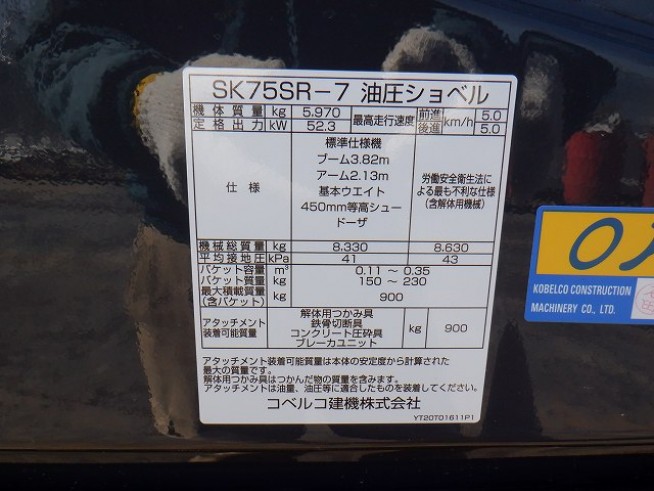 SK75SR-7 油圧ショベル
機体質量 kg 5.970 最高走行速度 前進 km/h 5.0
定格出力 kW 52.3 後進 5.0
仕様
標準仕様機
ブーム3.82m
アーム2.13m
基本ウエイト
450mm等高シュー
ドーザ
労働安全衛生法に
よる最も不利な仕様
(含解体用機械)
機械総質量 kg 8.330 8.630
平均接地圧 kPa 41 43
バケット容量 m³ 0.11 ~ 0.35
バケット質量 kg 150 ~ 230
最大積載質量
(含バケット) kg 900
アタッチメント
装着可能質量
解体用つかみ具
鉄骨切断具
コンクリート圧砕具
ブレーカユニット
kg 900
アタッチメント装着可能質量は本体の安定度から計算された
最大の質量です。
解体用つかみ具はつかんだ物の質量を含みます。
アタッチメントは油量、油圧等に適合したものを装着してください。
コベルコ建機株式会社
YT20T01611P1
KOBELCO CONSTRUCTION
MACHINERY CO., LTD.